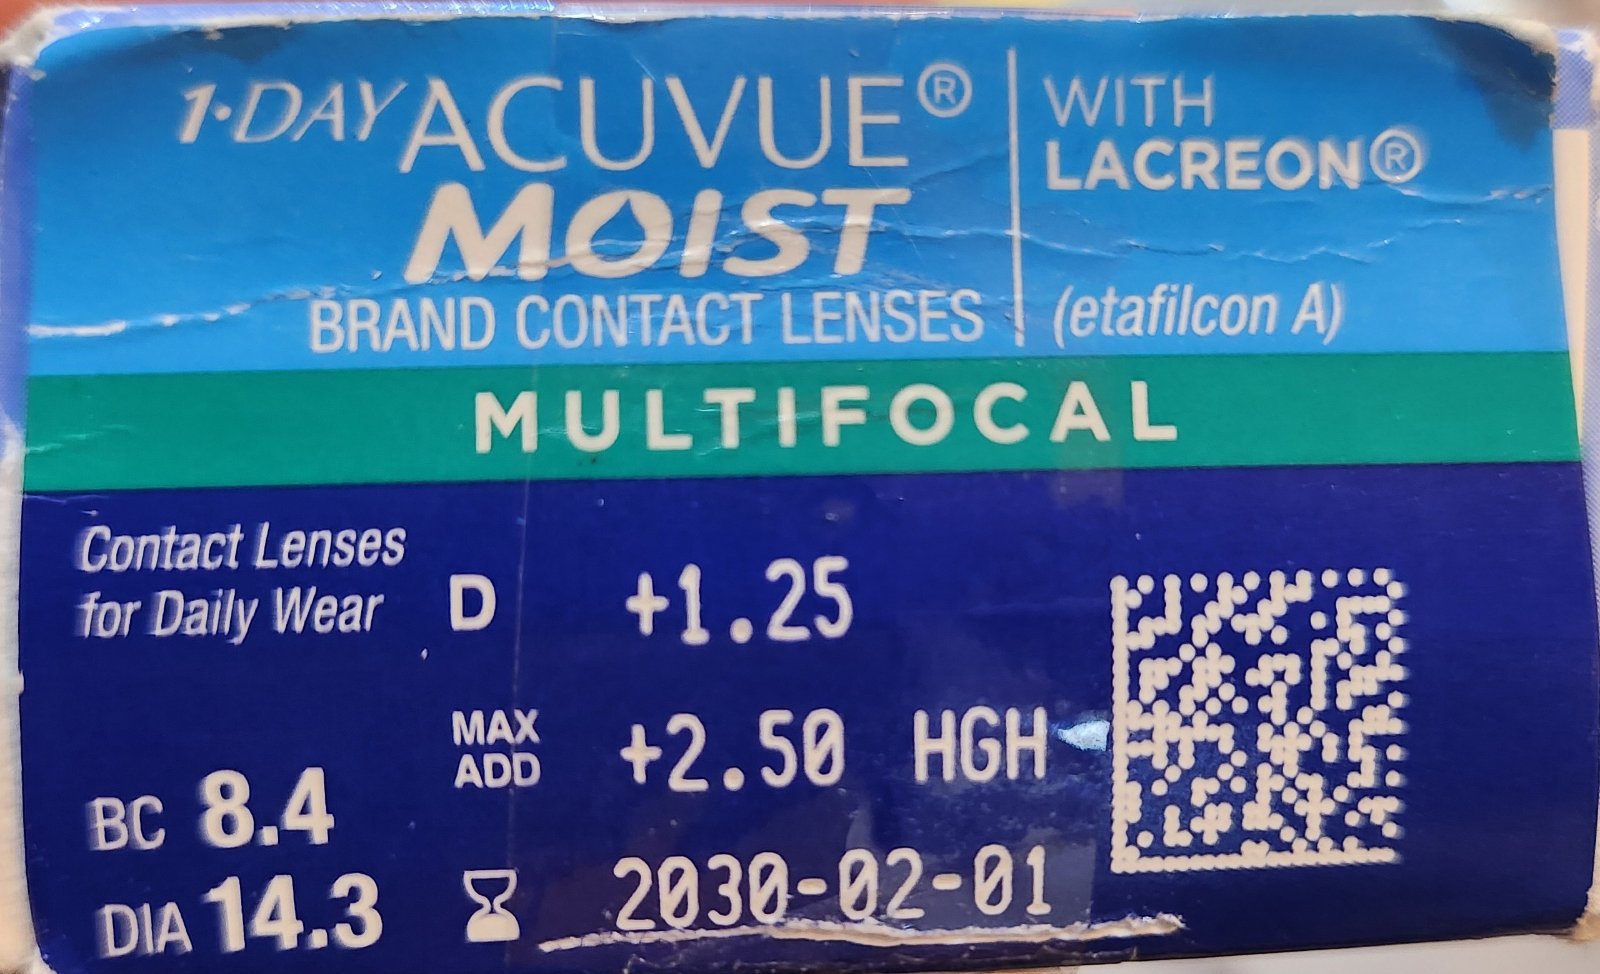 1·DAY ACUVUE® MOIST
BRAND CONTACT LENSES
WITH
LACREON®
(etafilcon A)
MULTIFOCAL
Contact Lenses
for Daily Wear
D +1.25
MAX ADD +2.50 HGH
BC 8.4
DIA 14.3
2030-02-01